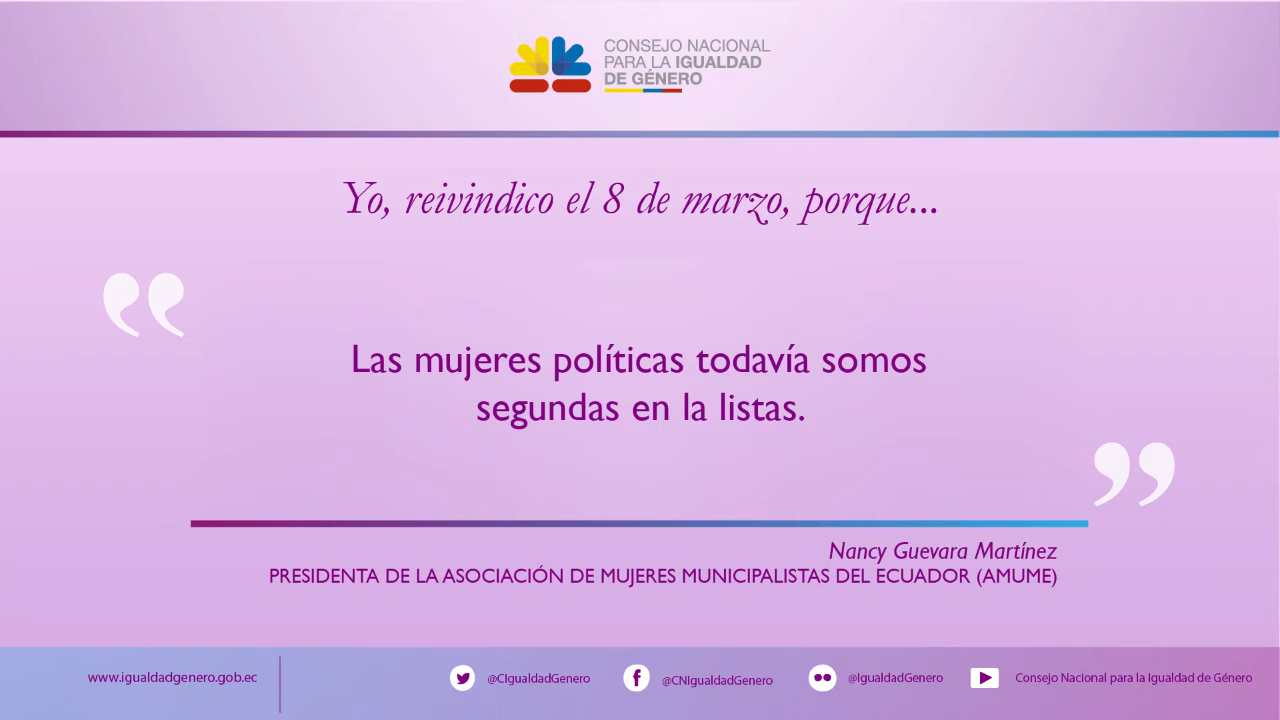 CONSEJO NACIONAL
PARA LA IGUALDAD
DE GÉNERO
Yo, reivindico el 8 de marzo, porque...
“
Las mujeres políticas todavía somos
segundas en la listas.
”
Nancy Guevara Martínez
PRESIDENTA DE LA ASOCIACIÓN DE MUJERES MUNICIPALISTAS DEL ECUADOR (AMUME)
www.igualdadgenero.gob.ec @CIgualdadGenero @CNIgualdadGenero @IgualdadGenero Consejo Nacional para la Igualdad de Género